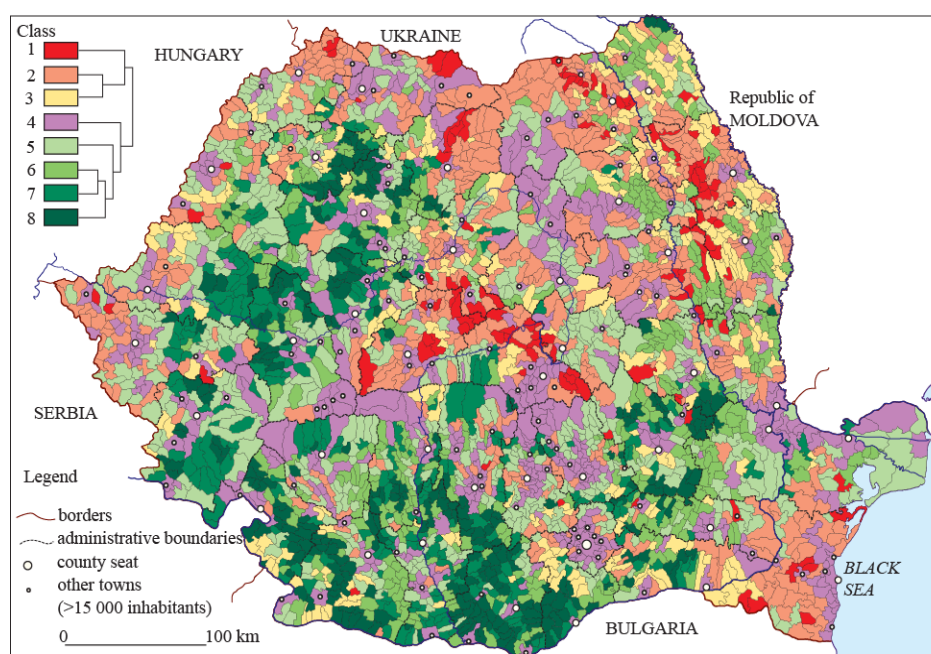 Class
1
2
3
4
5
6
7
8
HUNGARY
UKRAINE
Republic of
MOLDOVA
SERBIA
Legend
borders
administrative boundaries
county seat
other towns
(>15 000 inhabitants)
0 100 km
BULGARIA
BLACK
SEA